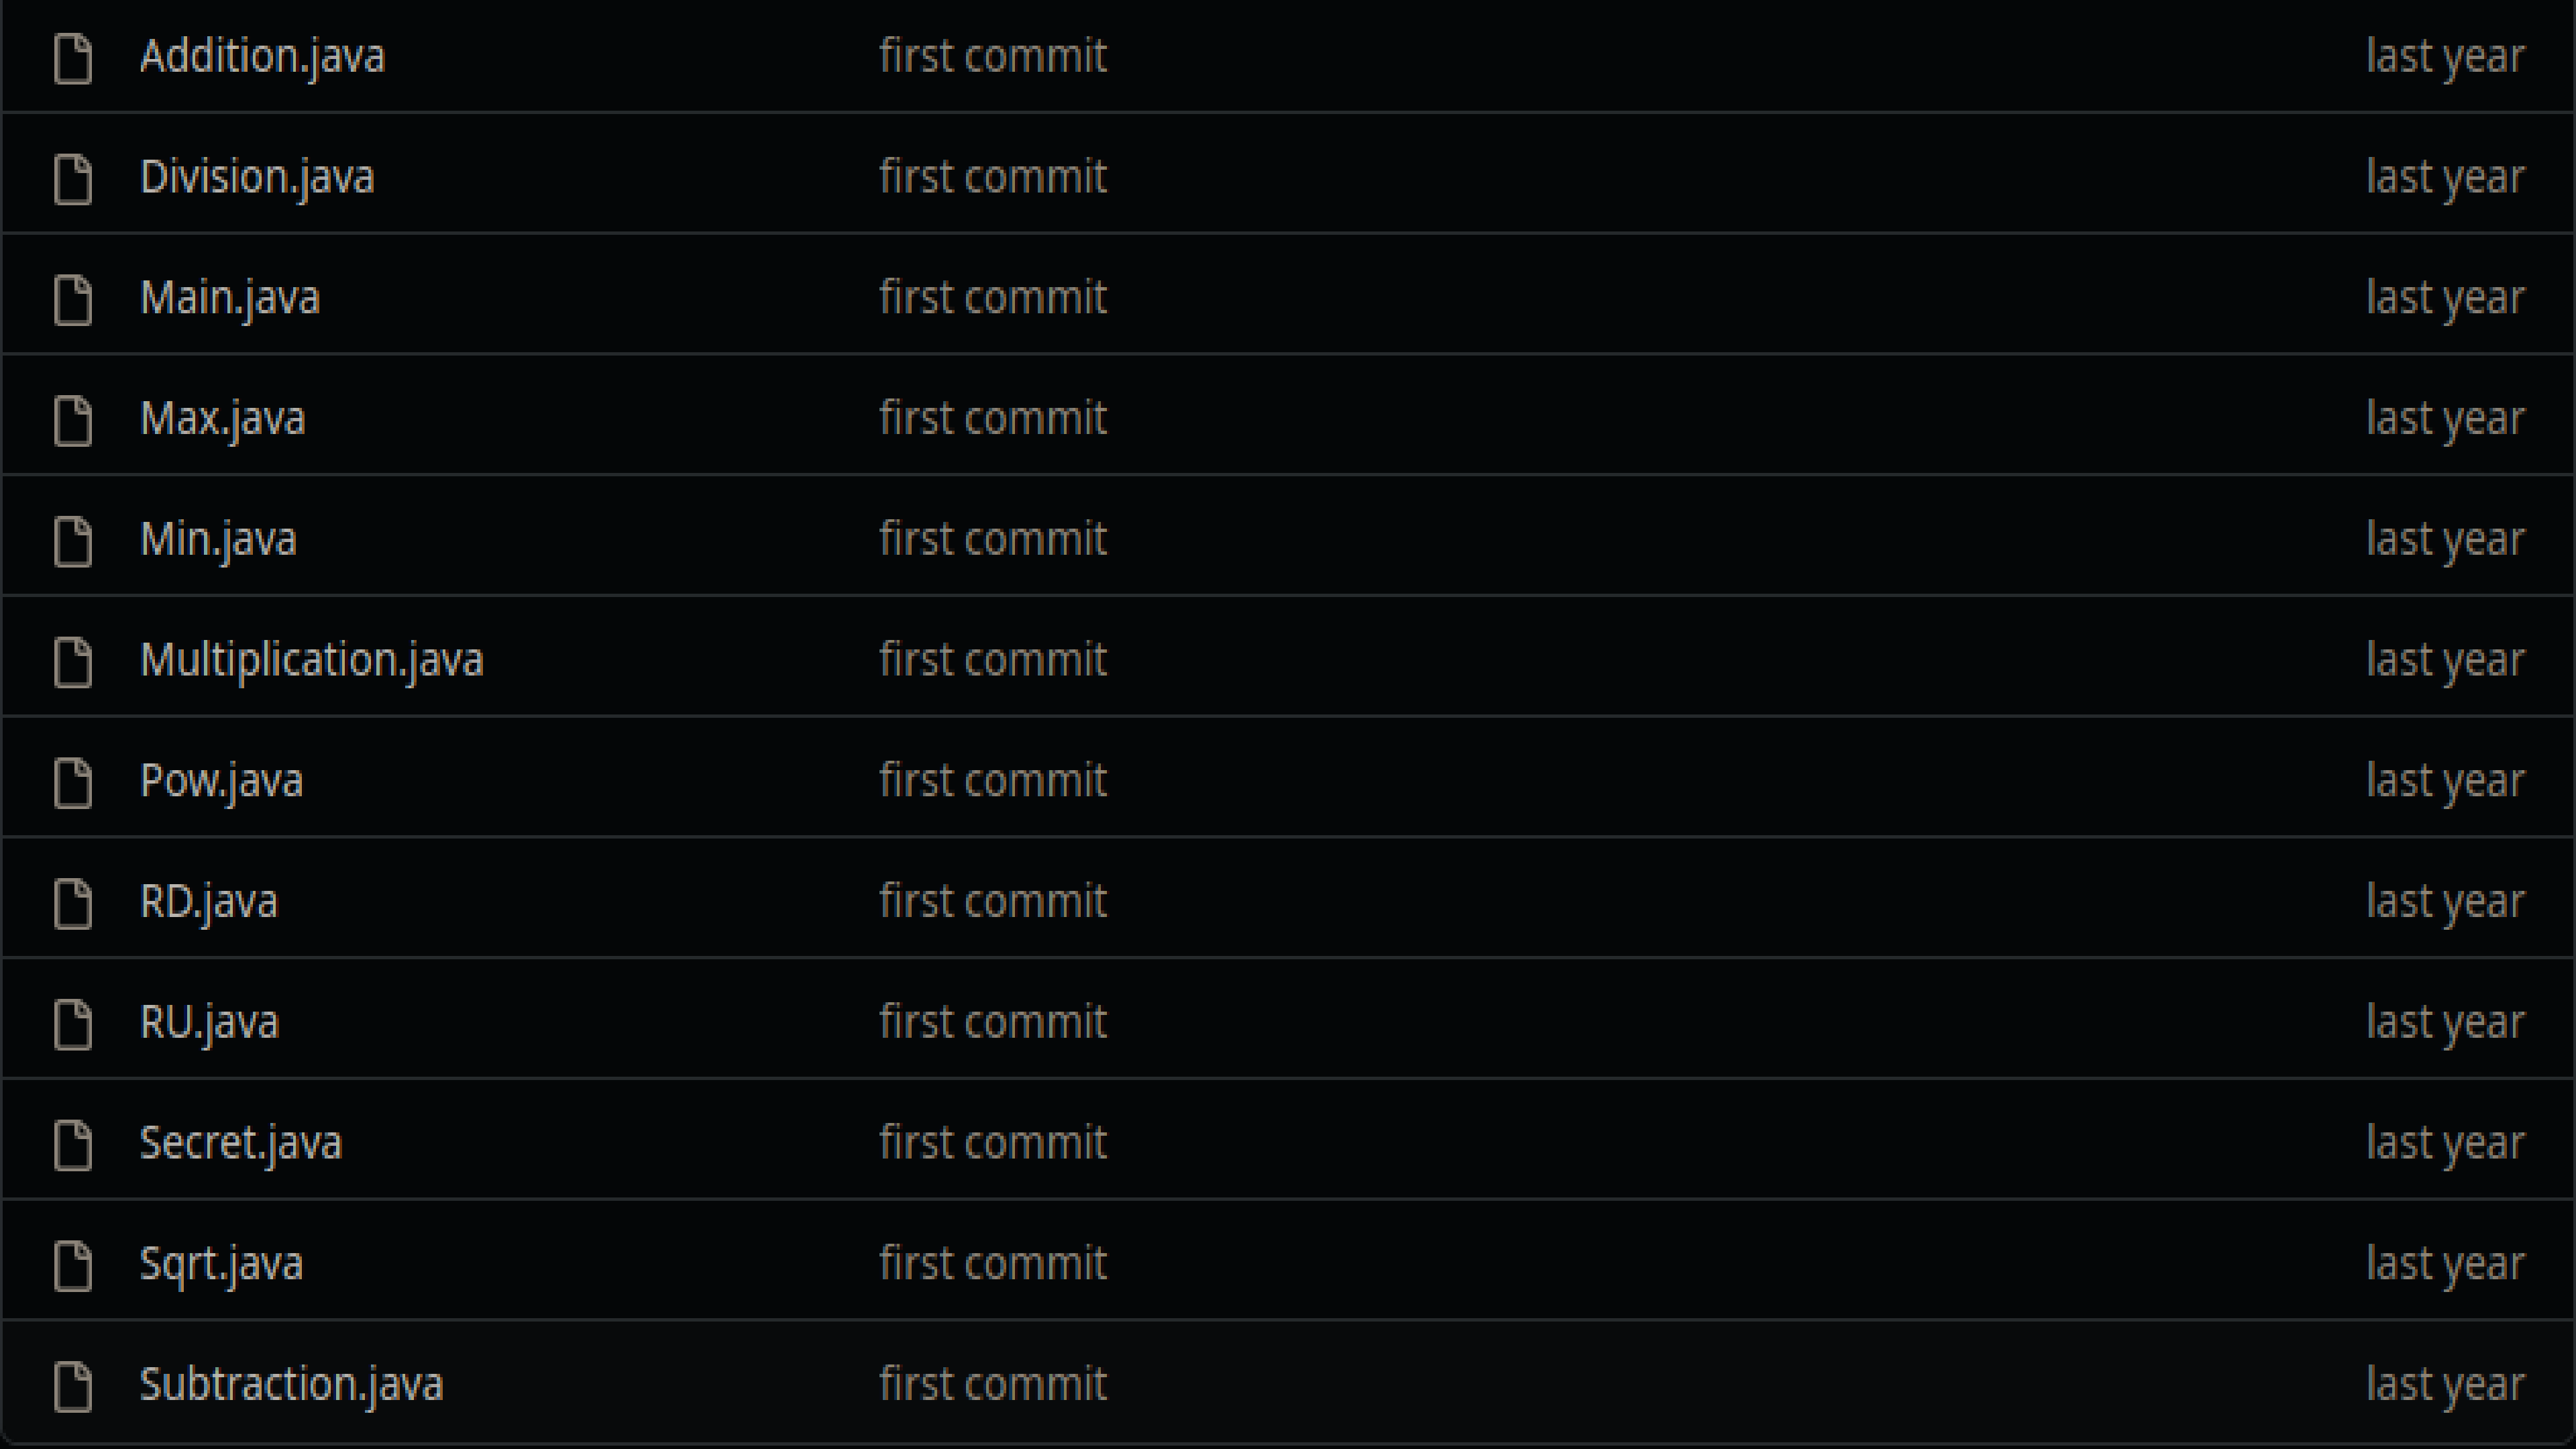 Addition.java first commit last year
Division.java first commit last year
Main.java first commit last year
Max.java first commit last year
Min.java first commit last year
Multiplication.java first commit last year
Pow.java first commit last year
RD.java first commit last year
RU.java first commit last year
Secret.java first commit last year
Sqrt.java first commit last year
Subtraction.java first commit last year